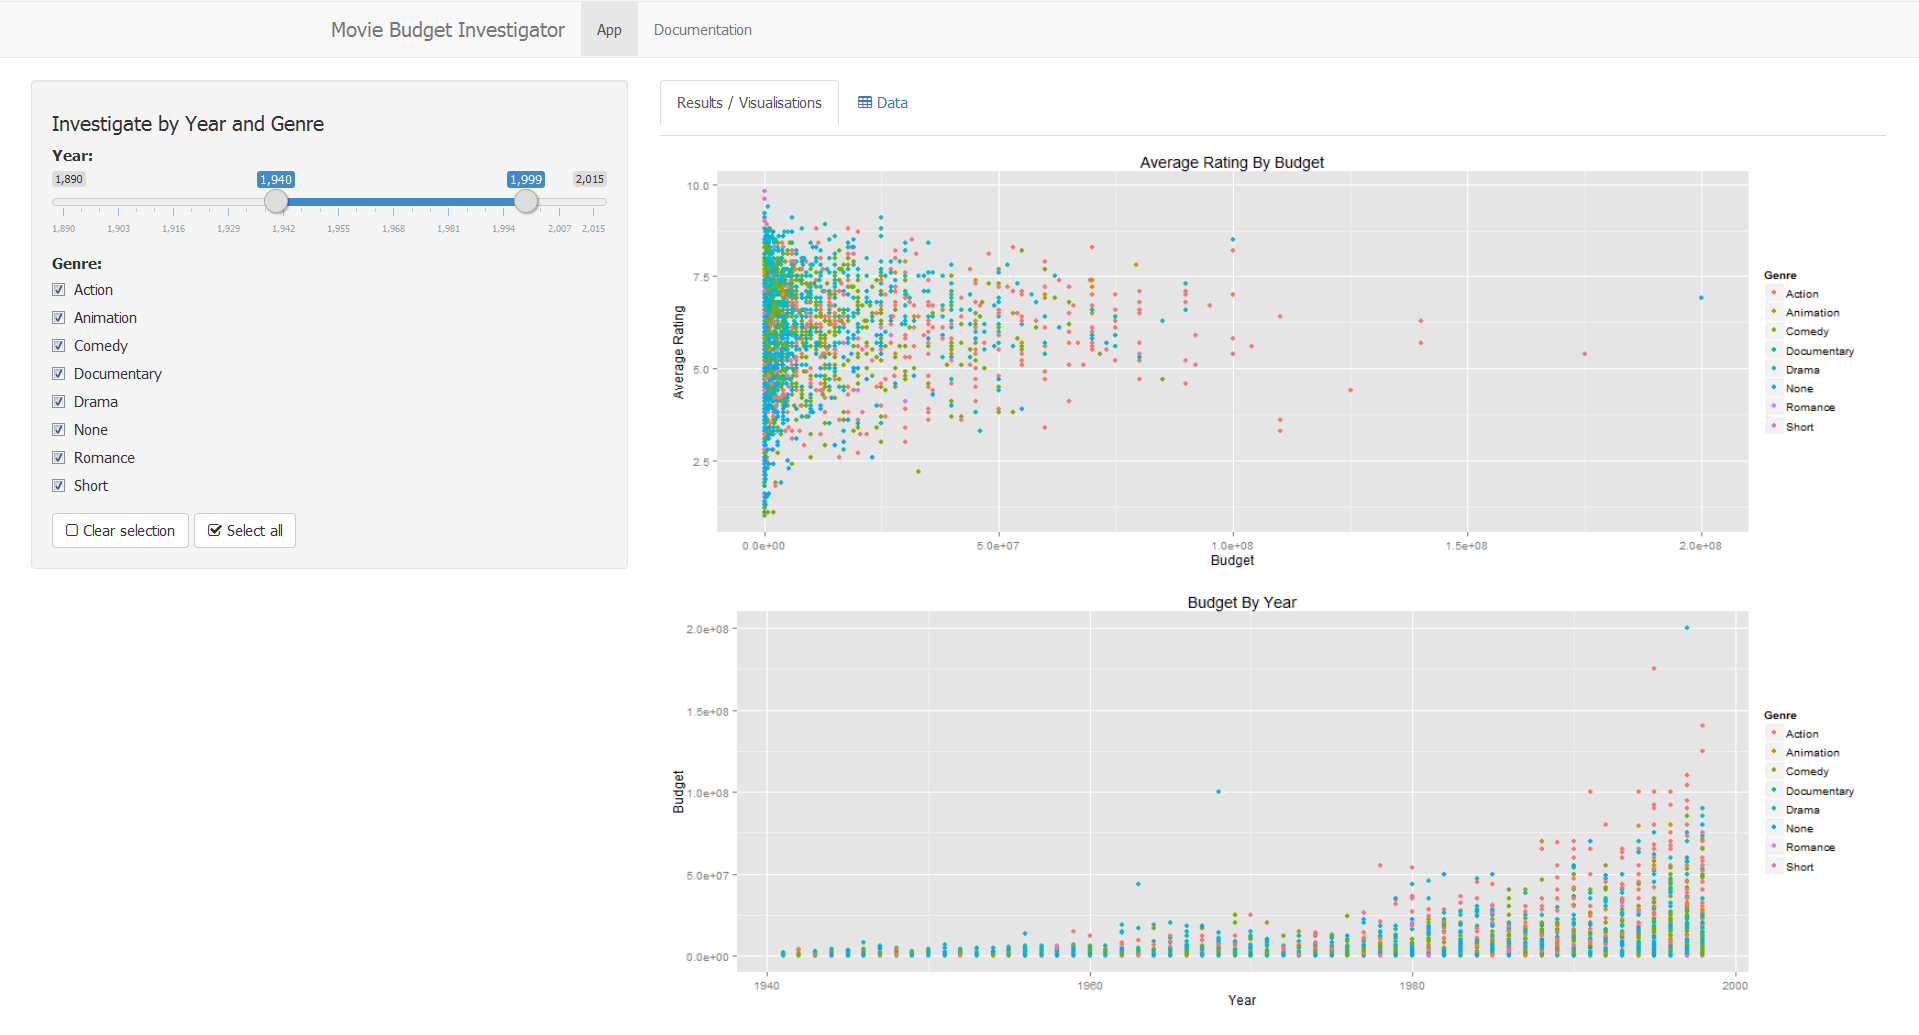 Movie Budget Investigator App Documentation
Investigate by Year and Genre
Year:
1,890 1,940 1,999 2,015
1,890 1,903 1,916 1,929 1,942 1,955 1,968 1,981 1,994 2,007 2,015
Genre:
Action
Animation
Comedy
Documentary
Drama
None
Romance
Short
Clear selection Select all
Results / Visualisations Data
Average Rating By Budget
Average Rating
10.0
7.5
5.0
2.5
0.0e+00 5.0e+07 1.0e+08 1.5e+08 2.0e+08
Budget
Genre
Action
Animation
Comedy
Documentary
Drama
None
Romance
Short
Budget By Year
Budget
2.0e+08
1.5e+08
1.0e+08
5.0e+07
0.0e+00
1940 1960 1980 2000
Year
Genre
Action
Animation
Comedy
Documentary
Drama
None
Romance
Short